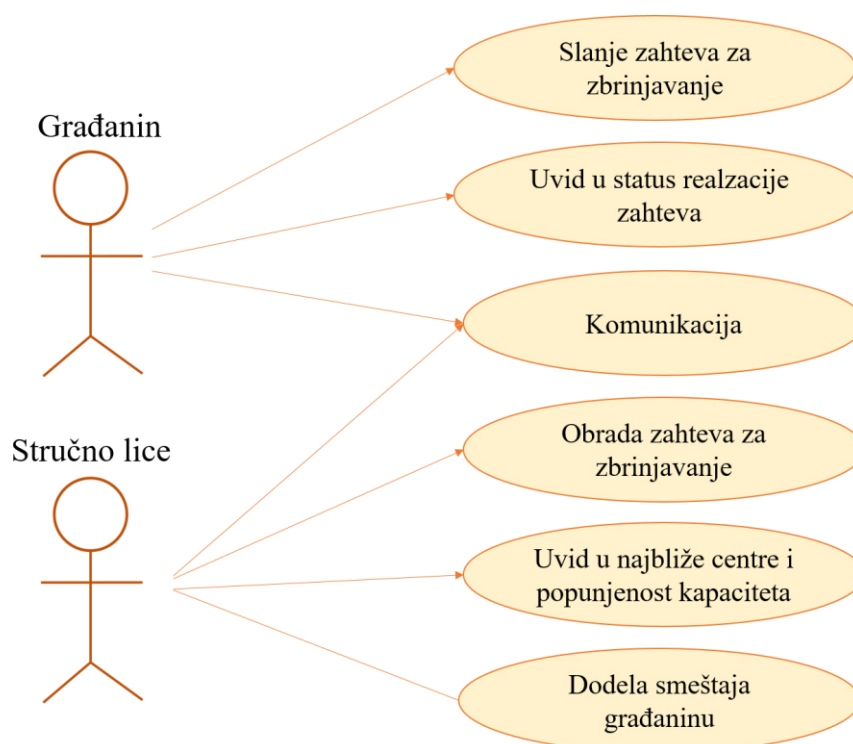 Građanin
Slanje zahteva za
zbrinjavanje
Uvid u status realzacije
zahteva
Komunikacija
Stručno lice
Obrada zahteva za
zbrinjavanje
Uvid u najbliže centre i
popunjenost kapaciteta
Dodela smeštaja
građaninu